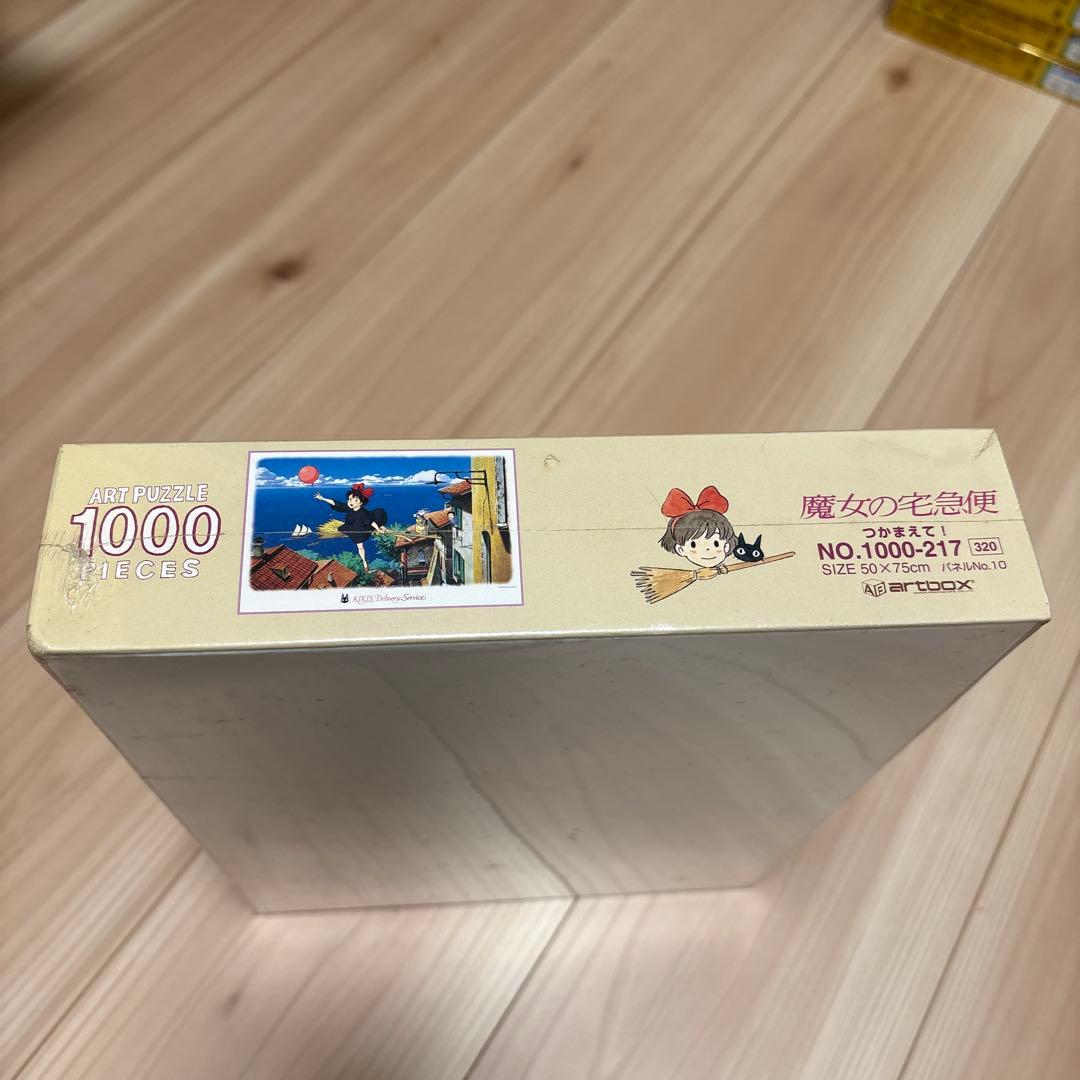 ART PUZZLE
1000
PIECES
KIKI'S Delivery Service
魔女の宅急便
つかまえて!
NO.1000-217 320
SIZE 50×75cm パネルNo.10
artbox